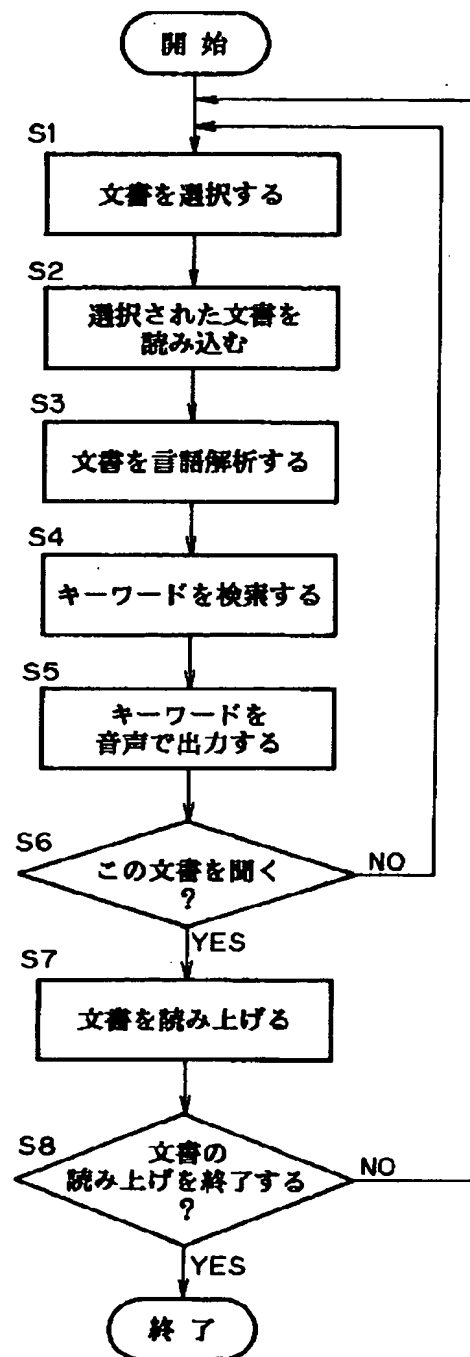 開始
S1
文書を選択する
S2
選択された文書を
読み込む
S3
文書を言語解析する
S4
キーワードを検索する
S5
キーワードを
音声で出力する
S6
この文書を聞く
?
NO
YES
S7
文書を読み上げる
S8
文書の
読み上げを終了する
?
NO
YES
終了